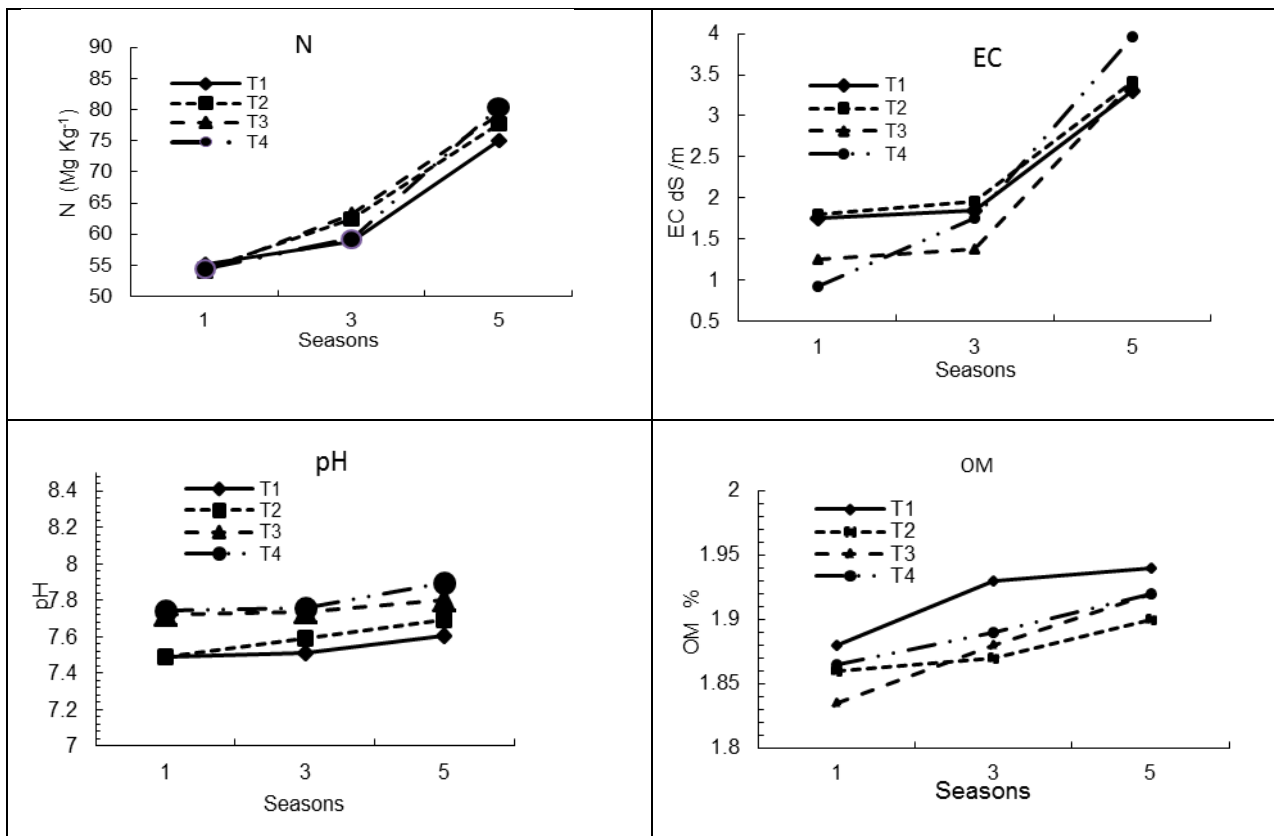 N
90
85
80
75
70
65
60
55
50
N (Mg Kg-1)
T1
T2
T3
T4
1 3 5
Seasons
EC
4
3.5
3
2.5
2
1.5
1
0.5
EC dS /m
T1
T2
T3
T4
1 3 5
Seasons
pH
8.4
8.2
8
7.8
7.6
7.4
7.2
7
pH
T1
T2
T3
T4
1 3 5
Seasons
OM
2
1.95
1.9
1.85
1.8
OM %
T1
T2
T3
T4
1 3 5
Seasons